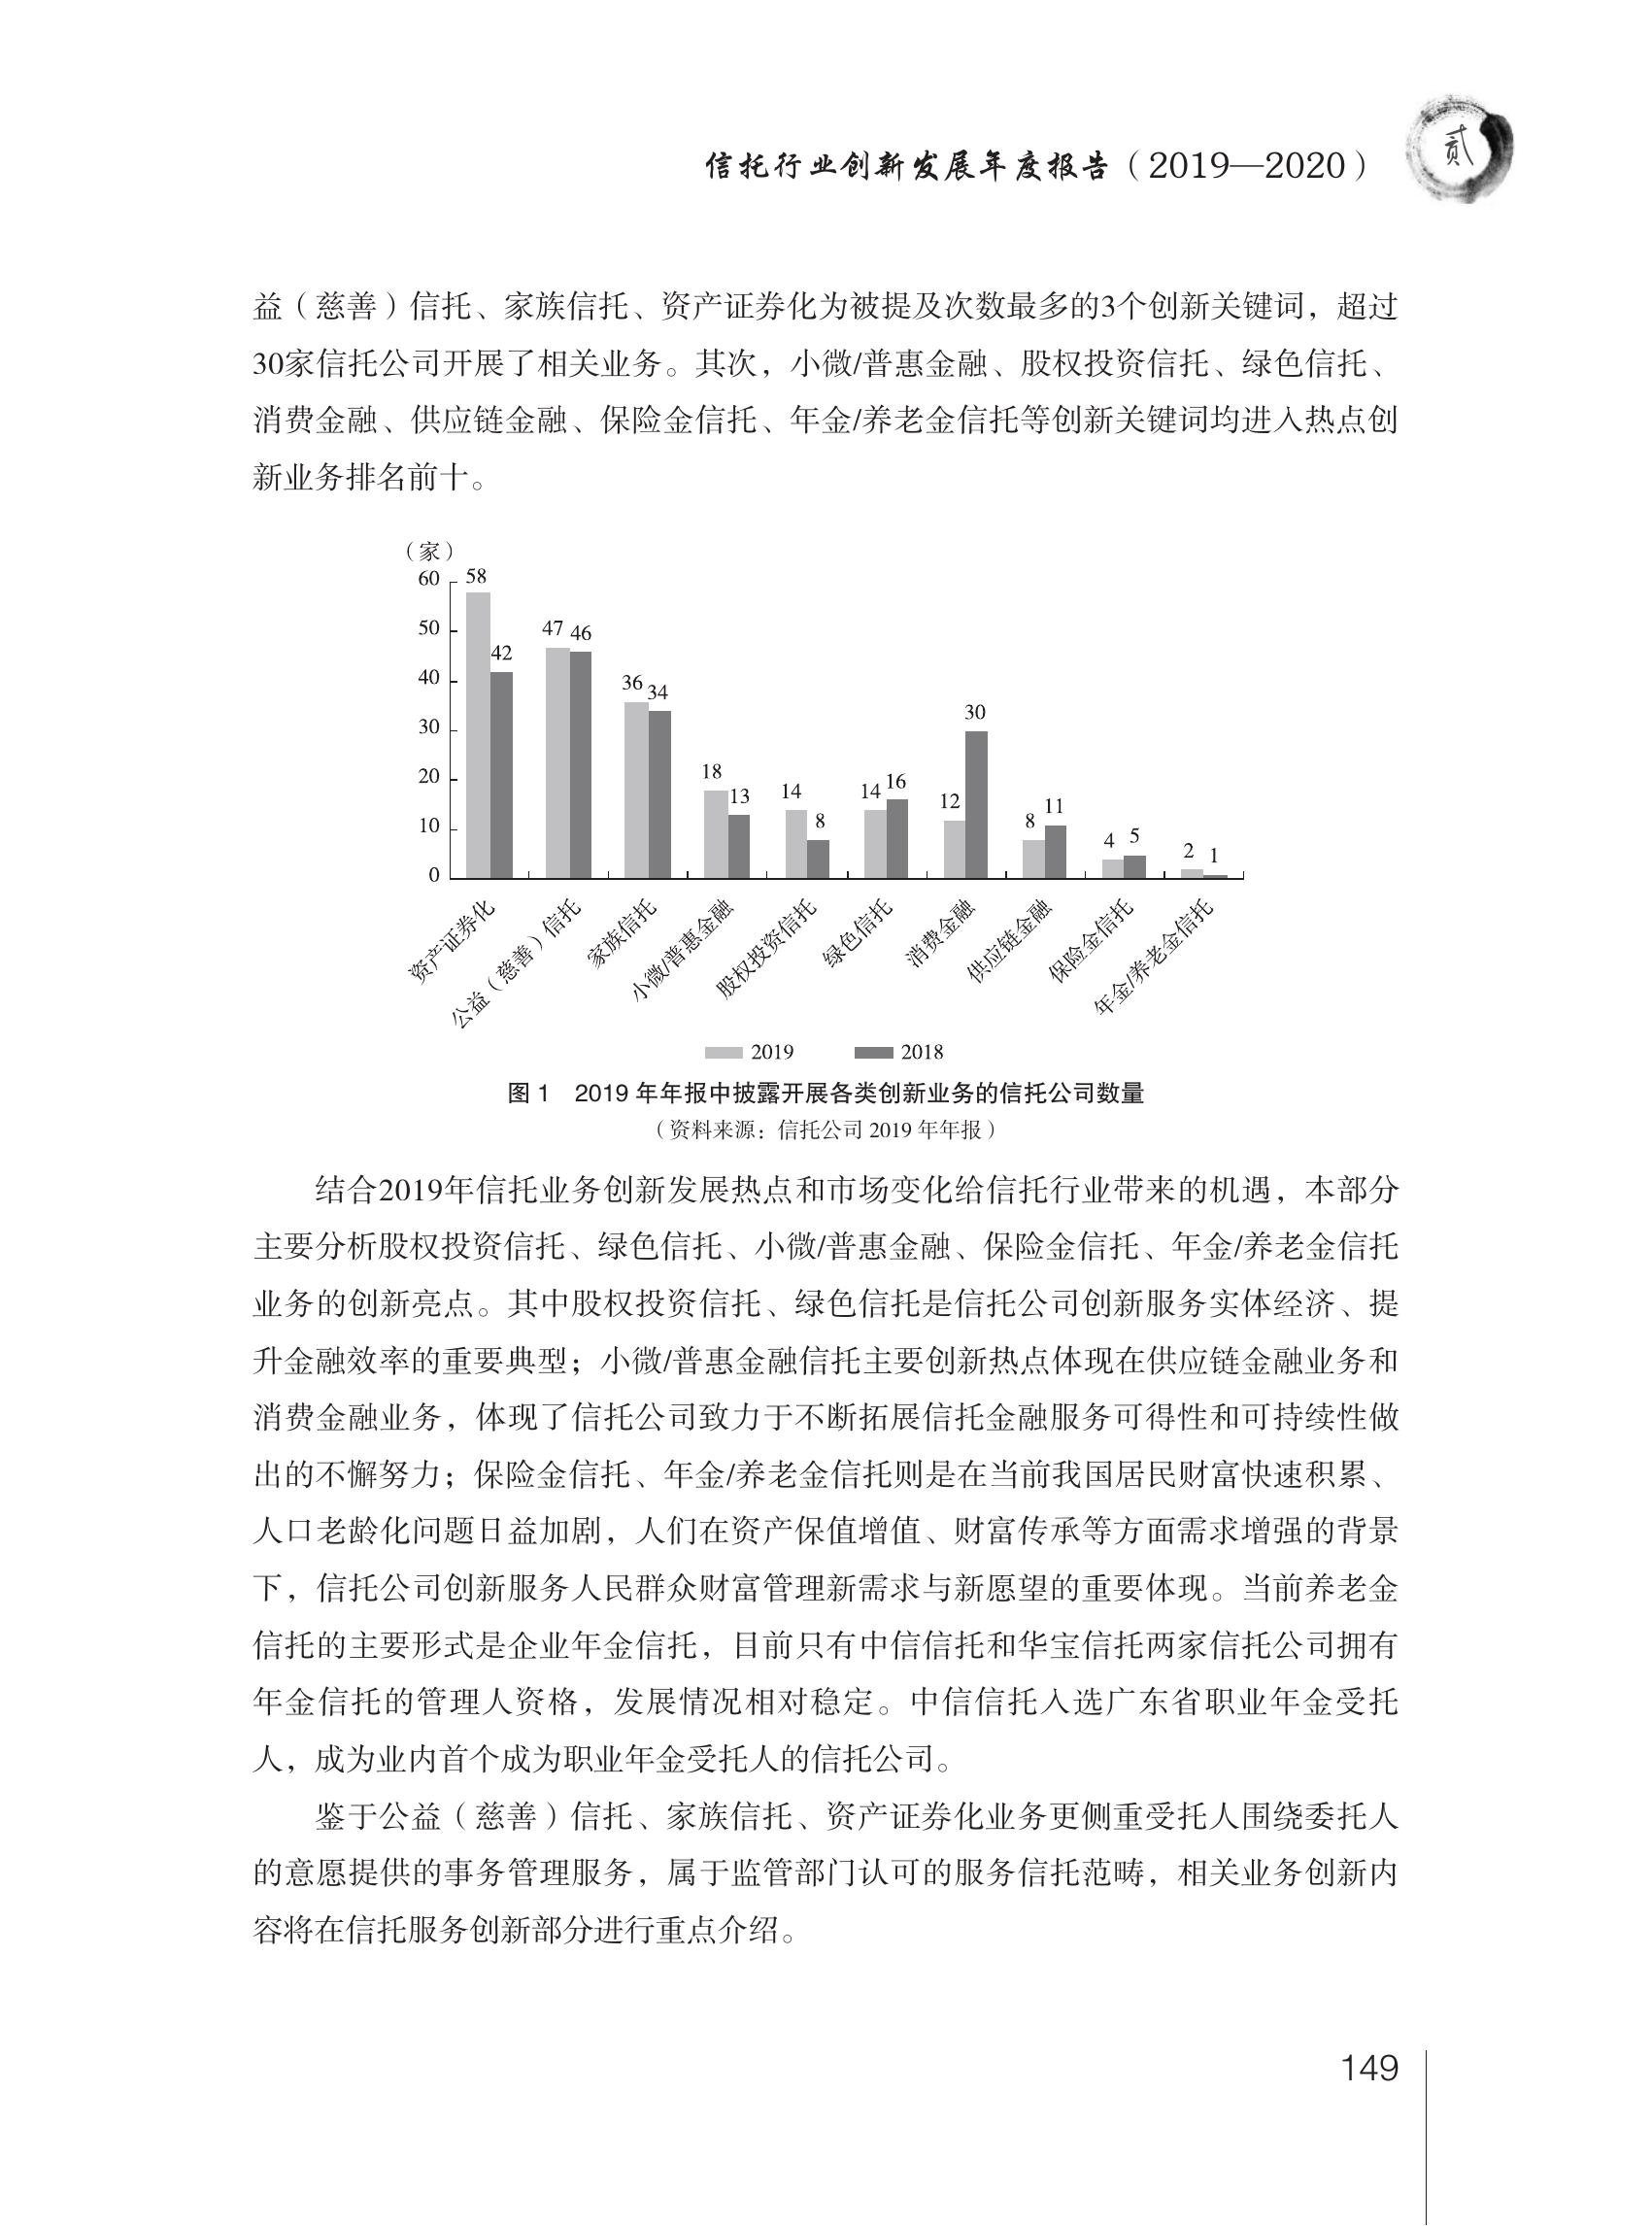 信托行业创新发展年度报告（2019—2020）
贰
益（慈善）信托、家族信托、资产证券化为被提及次数最多的3个创新关键词，超过
30家信托公司开展了相关业务。其次，小微/普惠金融、股权投资信托、绿色信托、
消费金融、供应链金融、保险金信托、年金/养老金信托等创新关键词均进入热点创
新业务排名前十。
（家）
60
50
40
30
20
10
0
58 42
47 46
36 34
18 13
14 8
14 16
12 30
8 11
4 5
2 1
资产证券化
公益（慈善）信托
家族信托
小微/普惠金融
股权投资信托
绿色信托
消费金融
供应链金融
保险金信托
年金/养老金信托
2019 2018
图 1 2019 年年报中披露开展各类创新业务的信托公司数量
（资料来源：信托公司 2019 年年报）
结合2019年信托业务创新发展热点和市场变化给信托行业带来的机遇，本部分
主要分析股权投资信托、绿色信托、小微/普惠金融、保险金信托、年金/养老金信托
业务的创新亮点。其中股权投资信托、绿色信托是信托公司创新服务实体经济、提
升金融效率的重要典型；小微/普惠金融信托主要创新热点体现在供应链金融业务和
消费金融业务，体现了信托公司致力于不断拓展信托金融服务可得性和可持续性做
出的不懈努力；保险金信托、年金/养老金信托则是在当前我国居民财富快速积累、
人口老龄化问题日益加剧，人们在资产保值增值、财富传承等方面需求增强的背景
下，信托公司创新服务人民群众财富管理新需求与新愿望的重要体现。当前养老金
信托的主要形式是企业年金信托，目前只有中信信托和华宝信托两家信托公司拥有
年金信托的管理人资格，发展情况相对稳定。中信信托入选广东省职业年金受托
人，成为业内首个成为职业年金受托人的信托公司。
鉴于公益（慈善）信托、家族信托、资产证券化业务更侧重受托人围绕委托人
的意愿提供的事务管理服务，属于监管部门认可的服务信托范畴，相关业务创新内
容将在信托服务创新部分进行重点介绍。
149